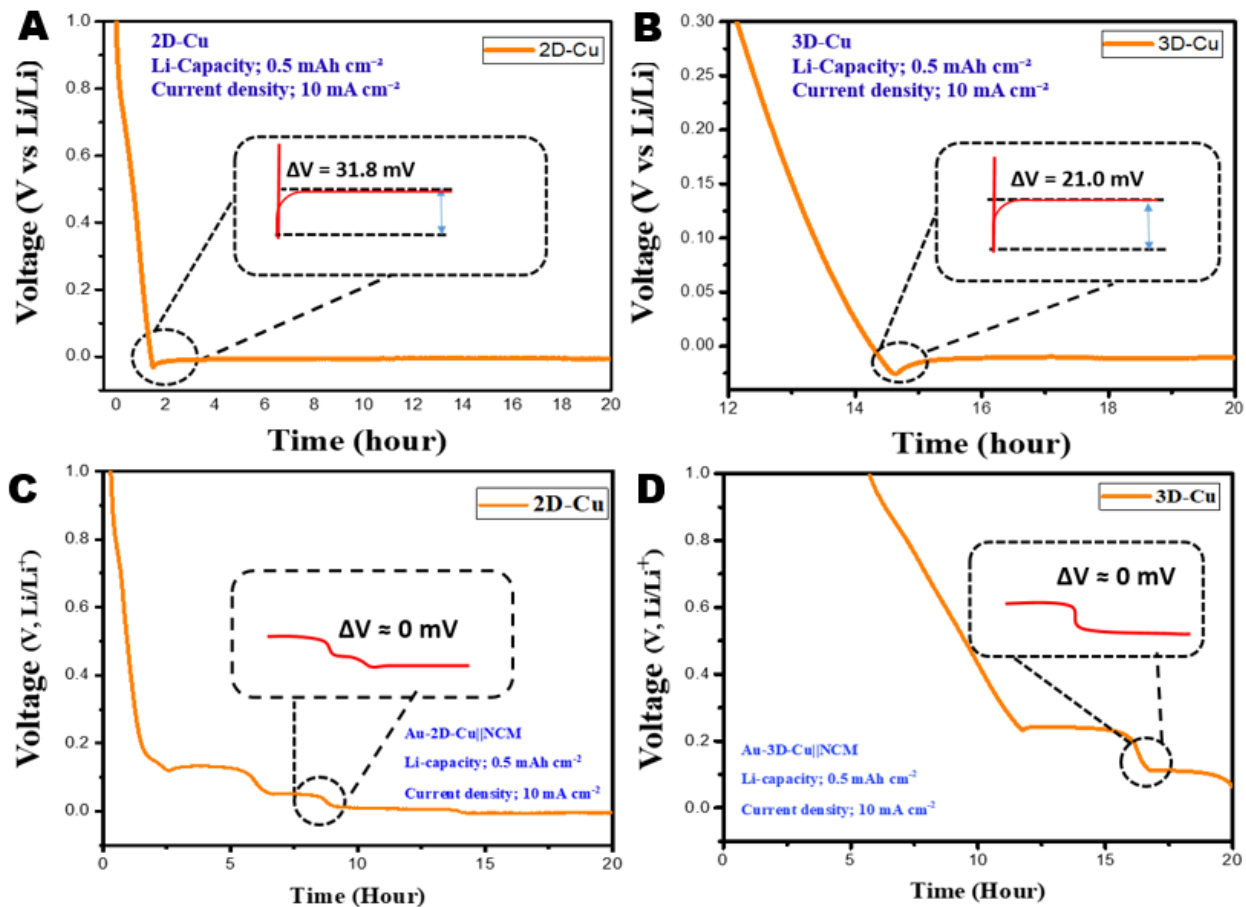 A
2D-Cu
Li-Capacity; 0.5 mAh cm⁻²
Current density; 10 mA cm⁻²
2D-Cu
ΔV = 31.8 mV
Voltage (V vs Li/Li)
1.0
0.8
0.6
0.4
0.2
0.0
0 2 4 6 8 10 12 14 16 18 20
Time (hour)
B
3D-Cu
Li-Capacity; 0.5 mAh cm⁻²
Current density; 10 mA cm⁻²
3D-Cu
ΔV = 21.0 mV
Voltage (V vs Li/Li)
0.30
0.25
0.20
0.15
0.10
0.05
0.00
12 14 16 18 20
Time (hour)
C
2D-Cu
ΔV ≈ 0 mV
Au-2D-Cu||NCM
Li-capacity; 0.5 mAh cm⁻²
Current density; 10 mA cm⁻²
Voltage (V, Li/Li⁺)
1.0
0.8
0.6
0.4
0.2
0.0
0 5 10 15 20
Time (Hour)
D
3D-Cu
ΔV ≈ 0 mV
Au-3D-Cu||NCM
Li-capacity; 0.5 mAh cm⁻²
Current density; 10 mA cm⁻²
Voltage (V, Li/Li⁺)
1.0
0.8
0.6
0.4
0.2
0.0
0 5 10 15 20
Time (Hour)